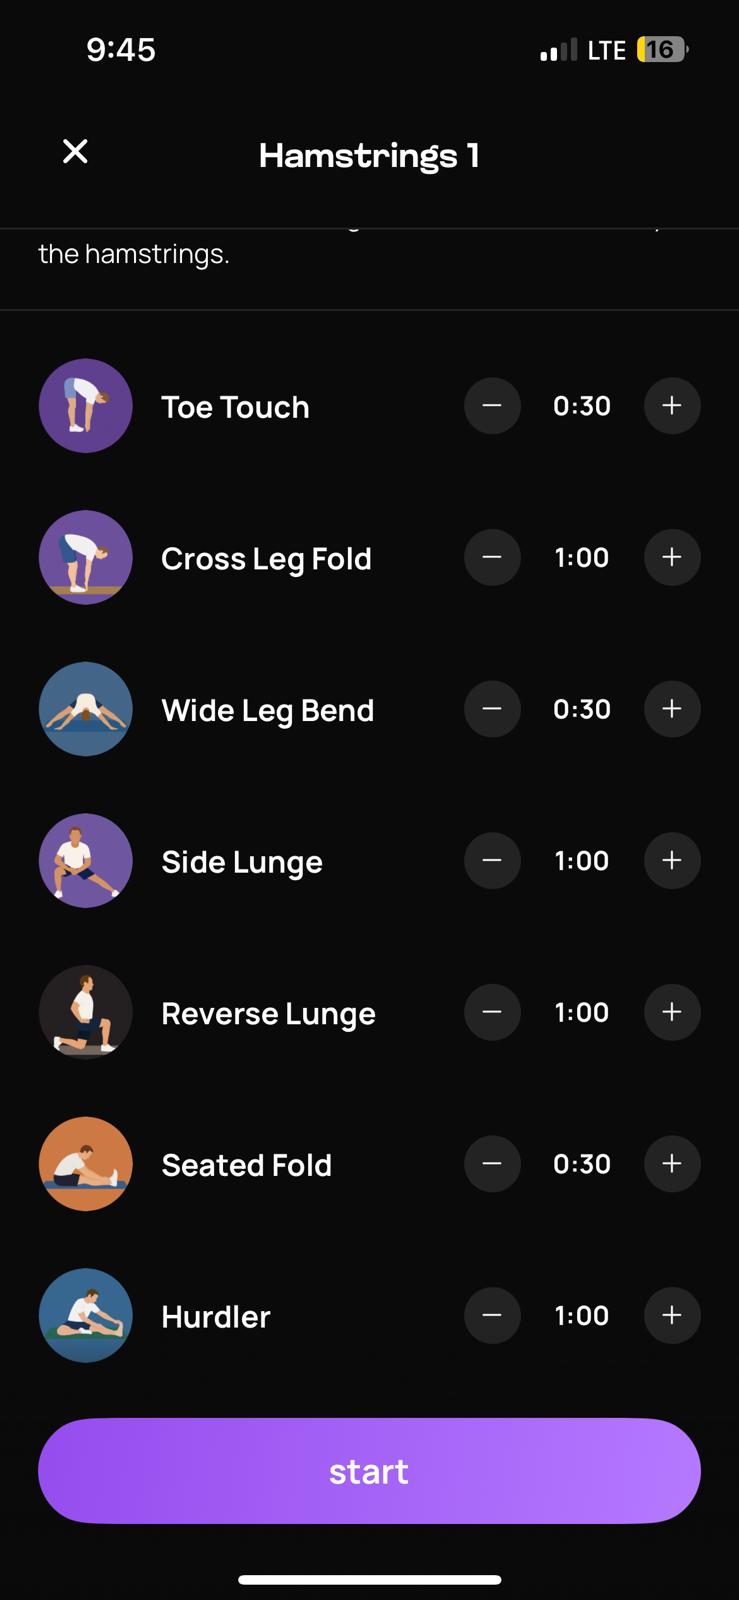 9:45 LTE 16
Hamstrings 1
the hamstrings.
Toe Touch 0:30
Cross Leg Fold 1:00
Wide Leg Bend 0:30
Side Lunge 1:00
Reverse Lunge 1:00
Seated Fold 0:30
Hurdler 1:00
start